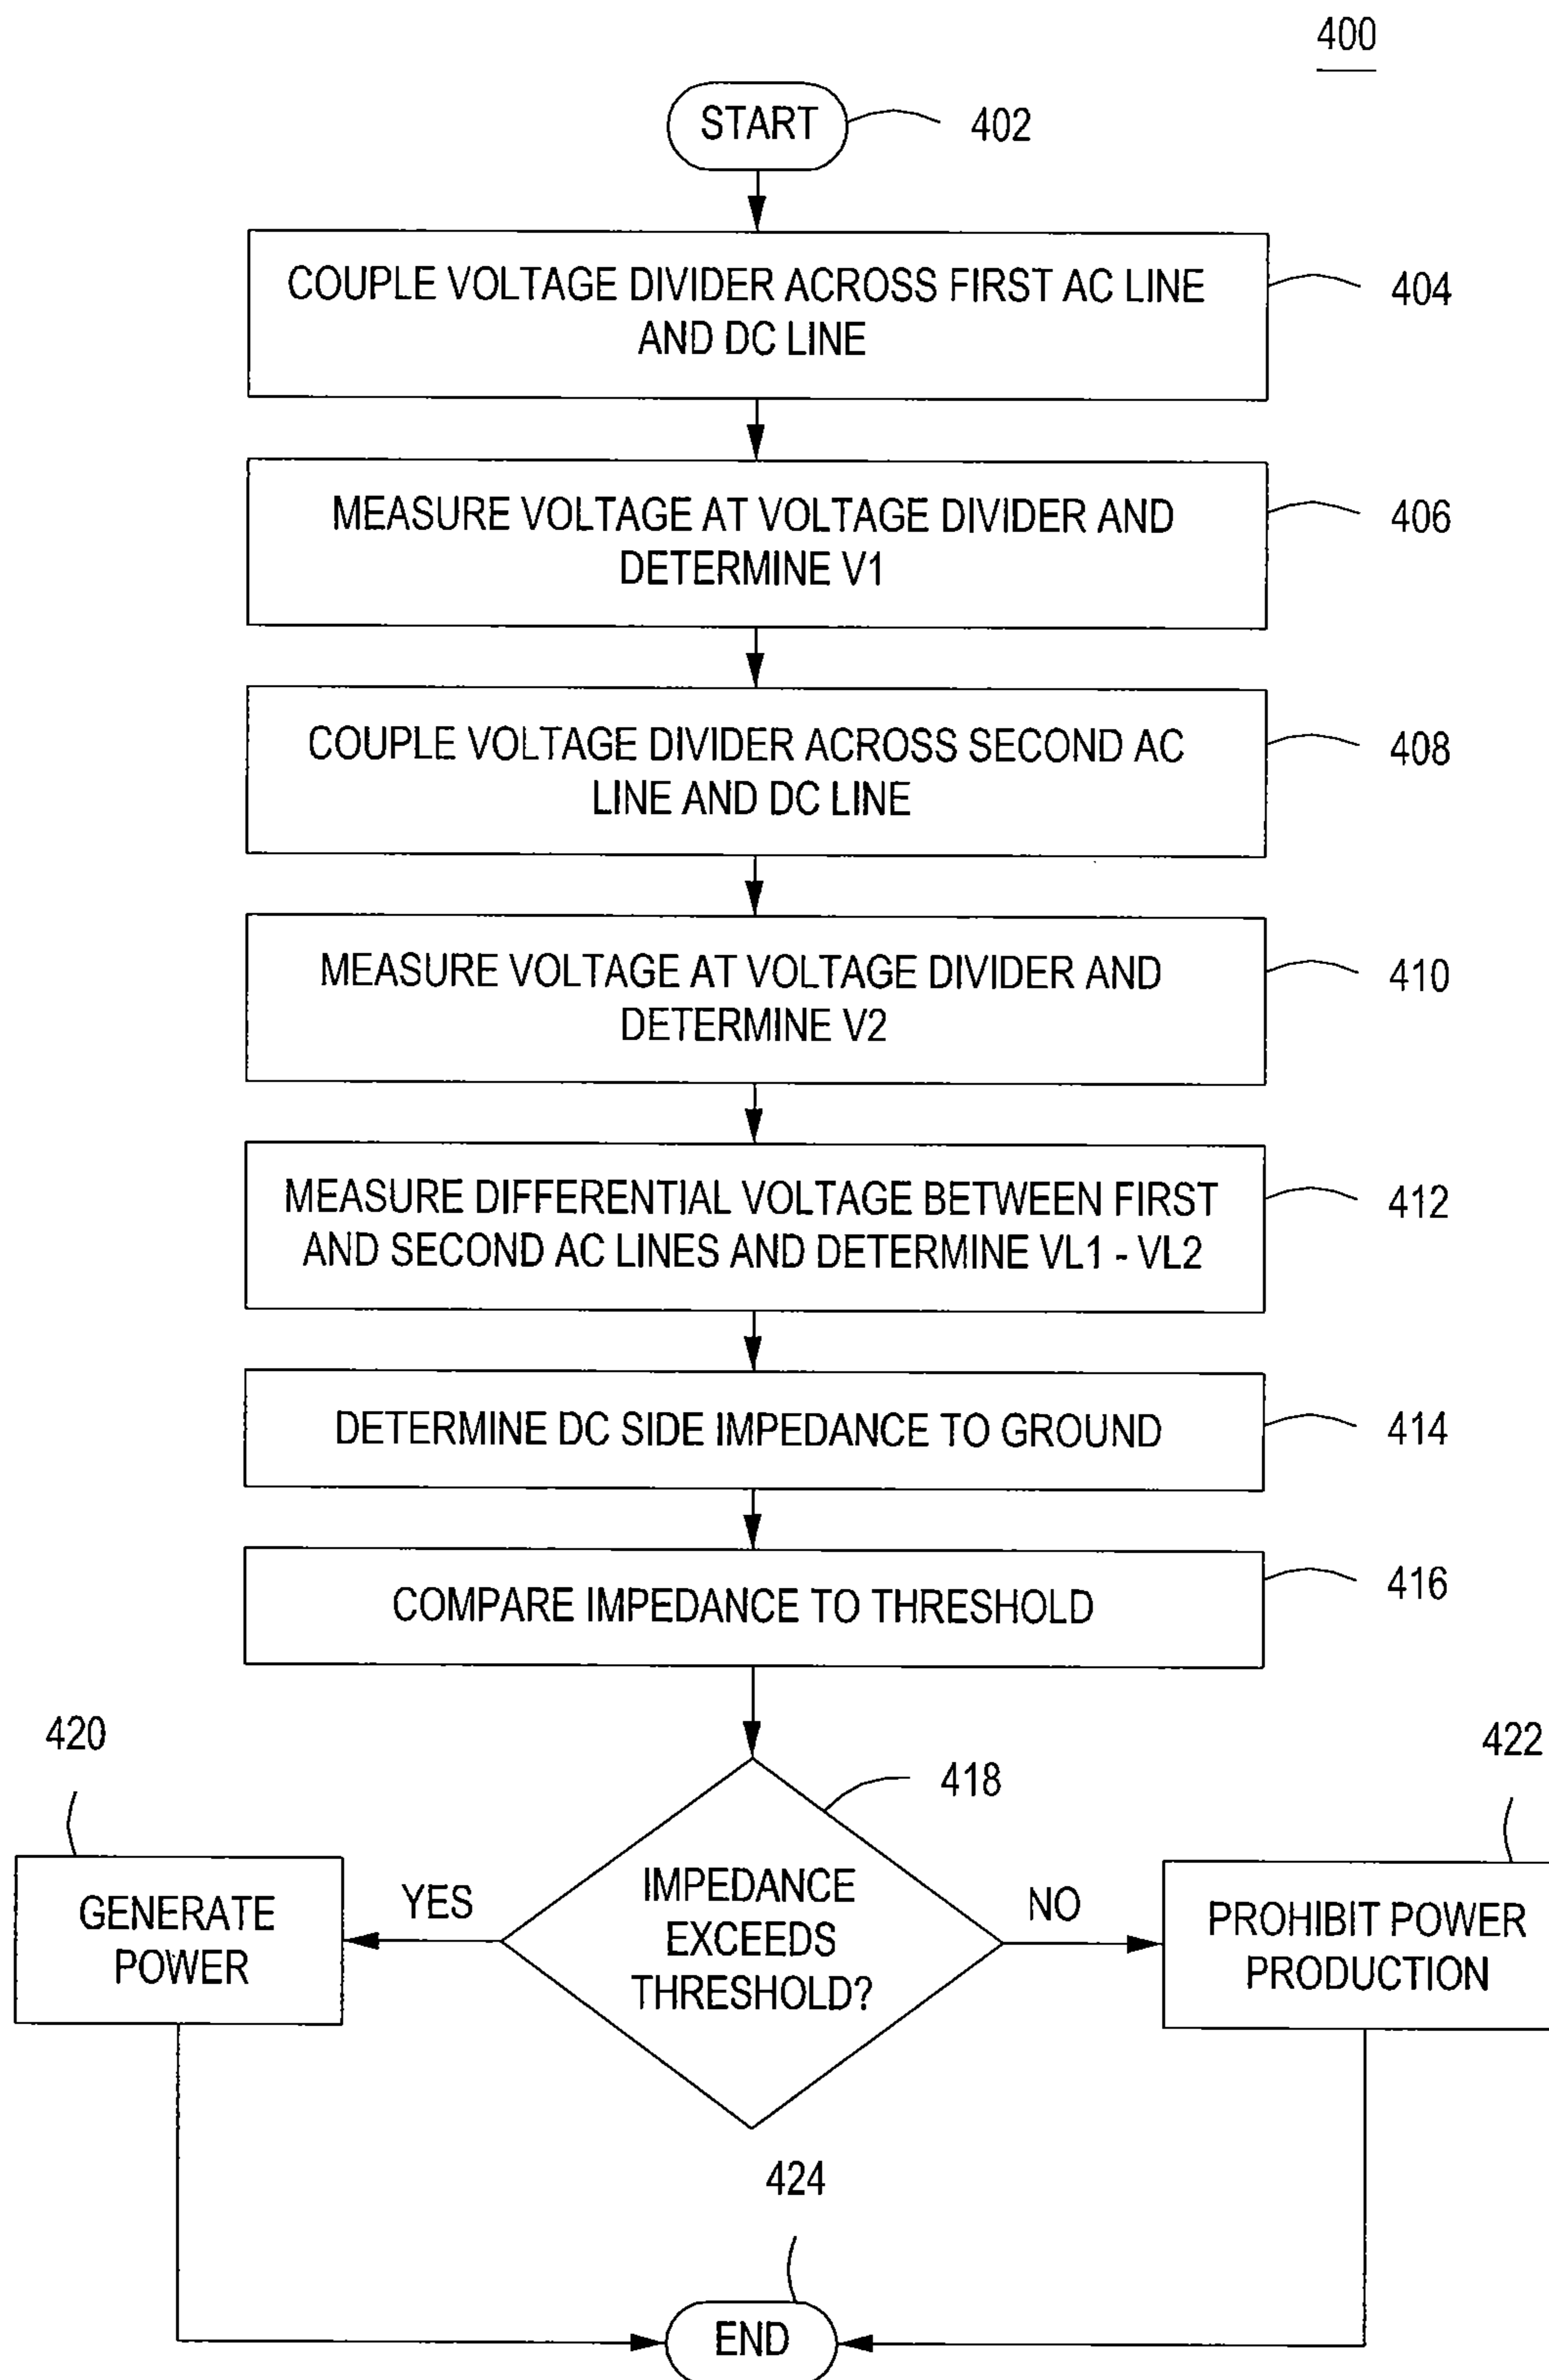 400
START
402
COUPLE VOLTAGE DIVIDER ACROSS FIRST AC LINE
AND DC LINE
404
MEASURE VOLTAGE AT VOLTAGE DIVIDER AND
DETERMINE V1
406
COUPLE VOLTAGE DIVIDER ACROSS SECOND AC
LINE AND DC LINE
408
MEASURE VOLTAGE AT VOLTAGE DIVIDER AND
DETERMINE V2
410
MEASURE DIFFERENTIAL VOLTAGE BETWEEN FIRST
AND SECOND AC LINES AND DETERMINE VL1 - VL2
412
DETERMINE DC SIDE IMPEDANCE TO GROUND
414
COMPARE IMPEDANCE TO THRESHOLD
416
420
418
422
IMPEDANCE
EXCEEDS
THRESHOLD?
YES
GENERATE
POWER
NO
PROHIBIT POWER
PRODUCTION
424
END